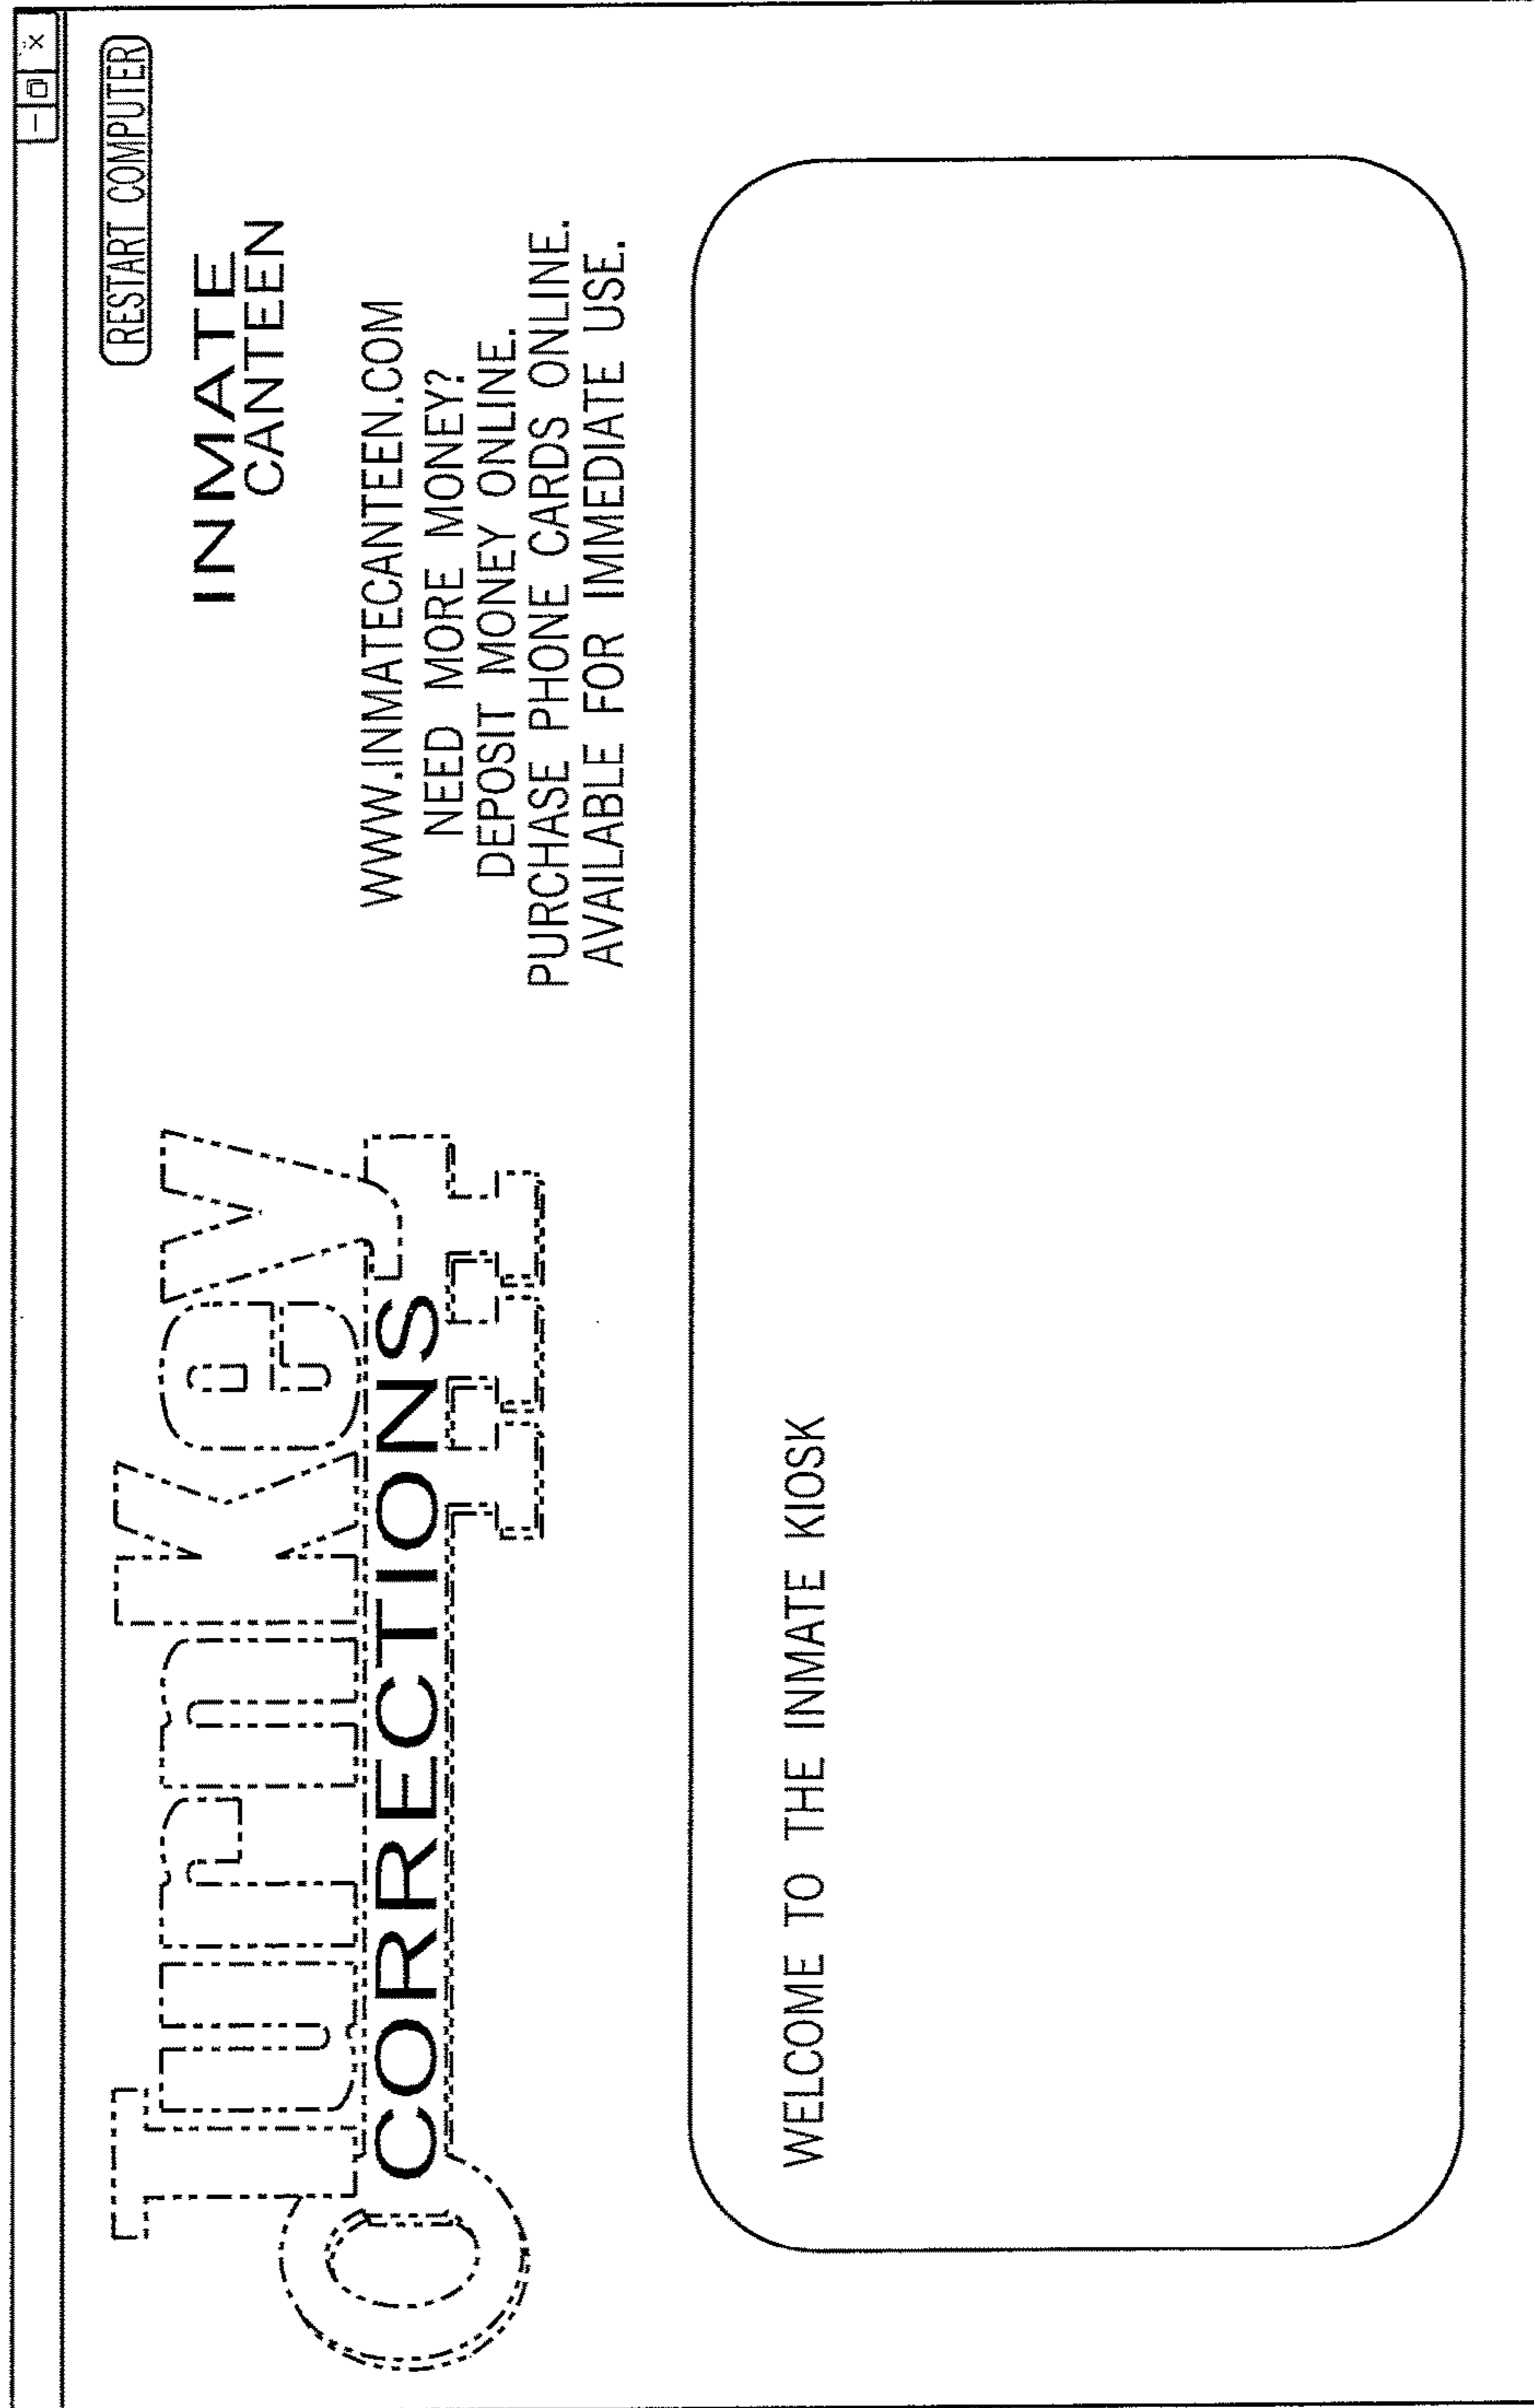 RESTART COMPUTER
TurnKey
CORRECTIONS
INMATE
CANTEEN
WWW.INMATECANTEEN.COM
NEED MORE MONEY?
DEPOSIT MONEY ONLINE.
PURCHASE PHONE CARDS ONLINE.
AVAILABLE FOR IMMEDIATE USE.
WELCOME TO THE INMATE KIOSK